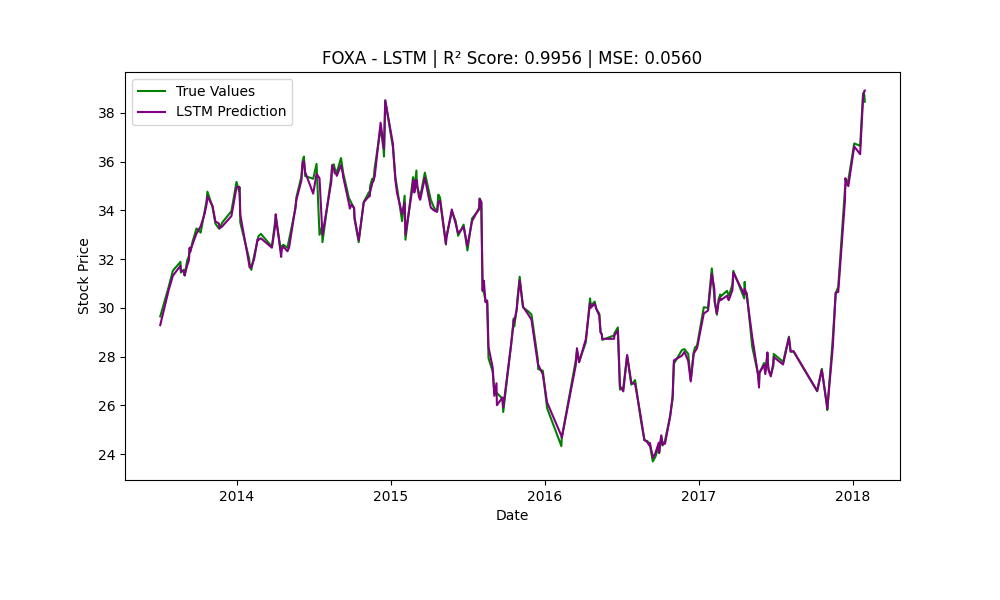 FOXA - LSTM | R² Score: 0.9956 | MSE: 0.0560
True Values
LSTM Prediction
38
36
34
32
30
28
26
24
Stock Price
2014 2015 2016 2017 2018
Date